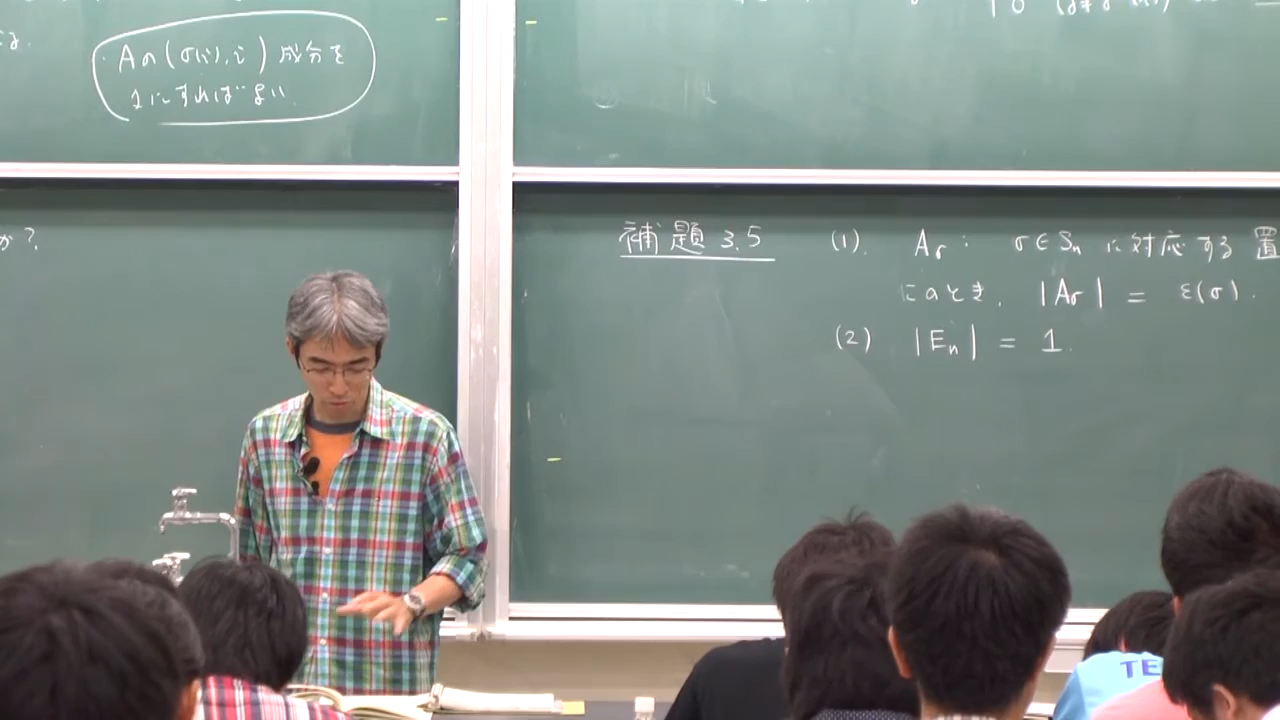 Aの(σ(i), i)成分を
1にすればよい
か?
補題 3.5 (1). Aσ: σ∈Sn に対応する 置
にのとき, |Aσ| = ε(σ).
(2) |En| = 1.
TE